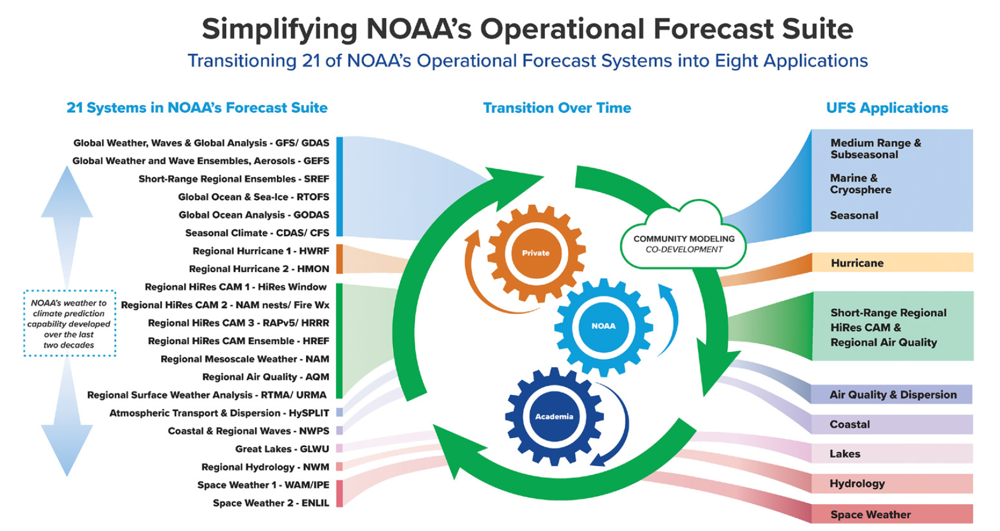 Simplifying NOAA's Operational Forecast Suite
Transitioning 21 of NOAA's Operational Forecast Systems into Eight Applications
21 Systems in NOAA's Forecast Suite
Global Weather, Waves & Global Analysis - GFS/ GDAS
Global Weather and Wave Ensembles, Aerosols - GEFS
Short-Range Regional Ensembles - SREF
Global Ocean & Sea-Ice - RTOFS
Global Ocean Analysis - GODAS
Seasonal Climate - CDAS/ CFS
Regional Hurricane 1 - HWRF
Regional Hurricane 2 - HMON
Regional HiRes CAM 1 - HiRes Window
Regional HiRes CAM 2 - NAM nests/ Fire Wx
Regional HiRes CAM 3 - RAPv5/ HRRR
Regional HiRes CAM Ensemble - HREF
Regional Mesoscale Weather - NAM
Regional Air Quality - AQM
Regional Surface Weather Analysis - RTMA/ URMA
Atmospheric Transport & Dispersion - HySPLIT
Coastal & Regional Waves - NWPS
Great Lakes - GLWU
Regional Hydrology - NWM
Space Weather 1 - WAM/IPE
Space Weather 2 - ENLIL
NOAA's weather to
climate prediction
capability developed
over the last
two decades
Transition Over Time
COMMUNITY MODELING
CO-DEVELOPMENT
Private
NOAA
Academia
UFS Applications
Medium Range &
Subseasonal
Marine &
Cryosphere
Seasonal
Hurricane
Short-Range Regional
HiRes CAM &
Regional Air Quality
Air Quality & Dispersion
Coastal
Lakes
Hydrology
Space Weather